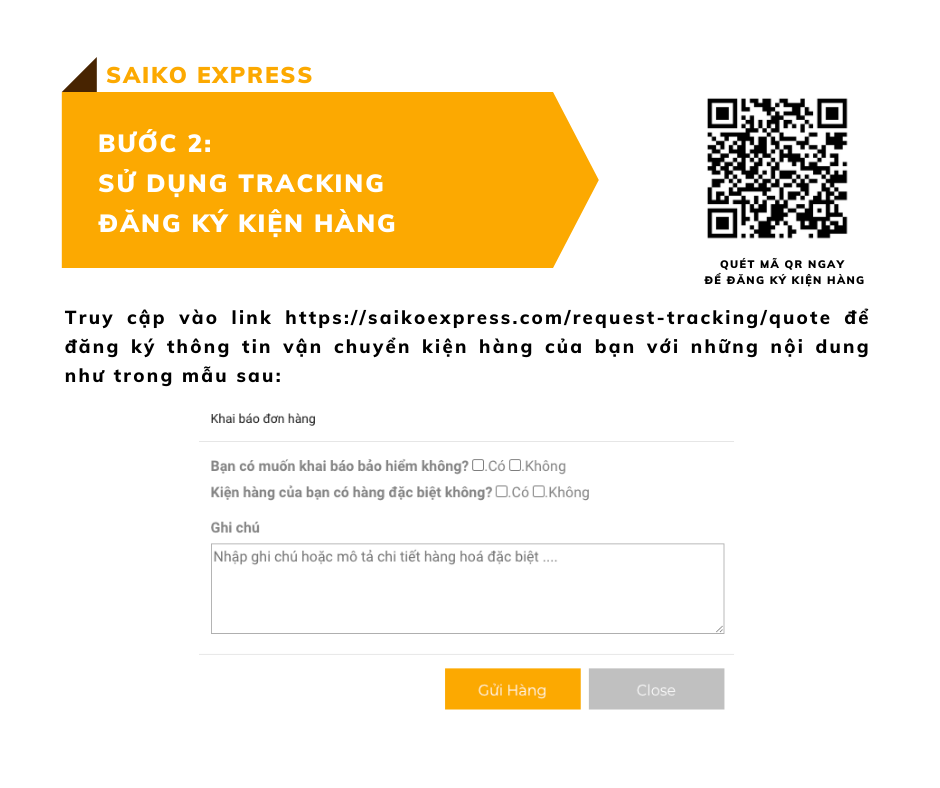 SAIKO EXPRESS
BƯỚC 2:
SỬ DỤNG TRACKING
ĐĂNG KÝ KIỆN HÀNG
QUÉT MÃ QR NGAY
ĐỂ ĐĂNG KÝ KIỆN HÀNG
Truy cập vào link https://saikoexpress.com/request-tracking/quote để
đăng ký thông tin vận chuyển kiện hàng của bạn với những nội dung
như trong mẫu sau:
Khai báo đơn hàng
Bạn có muốn khai báo bảo hiểm không? .Có .Không
Kiện hàng của bạn có hàng đặc biệt không? .Có .Không
Ghi chú
Nhập ghi chú hoặc mô tả chi tiết hàng hoá đặc biệt ....
Gửi Hàng Close